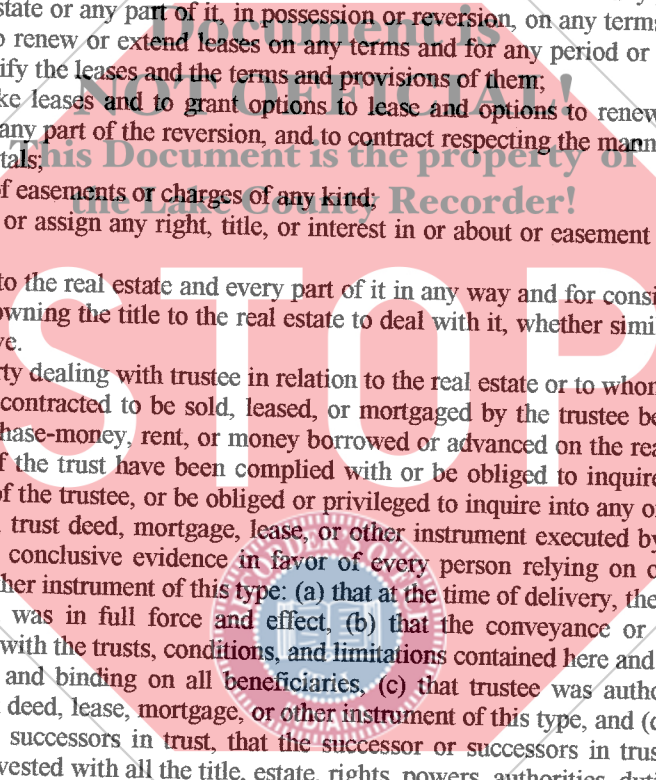 state or any part of it, in possession or reversion, on any terms
Document is
o renew or extend leases on any terms and for any period or
ify the leases and the terms and provisions of them;
NOT OFFICIAL!
ke leases and to grant options to lease and options to renew
any part of the reversion, and to contract respecting the mann
This Document is the property of
tals;
the Lake County Recorder!
f easements or charges of any kind;
or assign any right, title, or interest in or about or easement
to the real estate and every part of it in any way and for consi
owning the title to the real estate to deal with it, whether simi
ve.
STOP
rty dealing with trustee in relation to the real estate or to whom
contracted to be sold, leased, or mortgaged by the trustee be
hase-money, rent, or money borrowed or advanced on the rea
f the trust have been complied with or be obliged to inquire
of the trustee, or be obliged or privileged to inquire into any o
trust deed, mortgage, lease, or other instrument executed by
conclusive evidence in favor of every person relying on o
her instrument of this type: (a) that at the time of delivery, the
was in full force and effect, (b) that the conveyance or
with the trusts, conditions, and limitations contained here and
and binding on all beneficiaries, (c) that trustee was autho
deed, lease, mortgage, or other instrument of this type, and (d
successors in trust, that the successor or successors in trus
vested with all the title, estate, rights, powers, authorities, dut